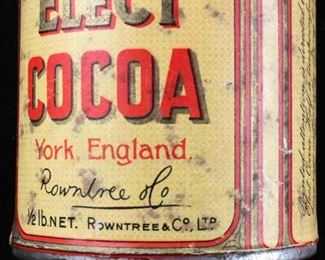 ELECT
COCOA
York, England.
Rowntree & Co
½ lb. NET. ROWNTREE & Co., LTD.